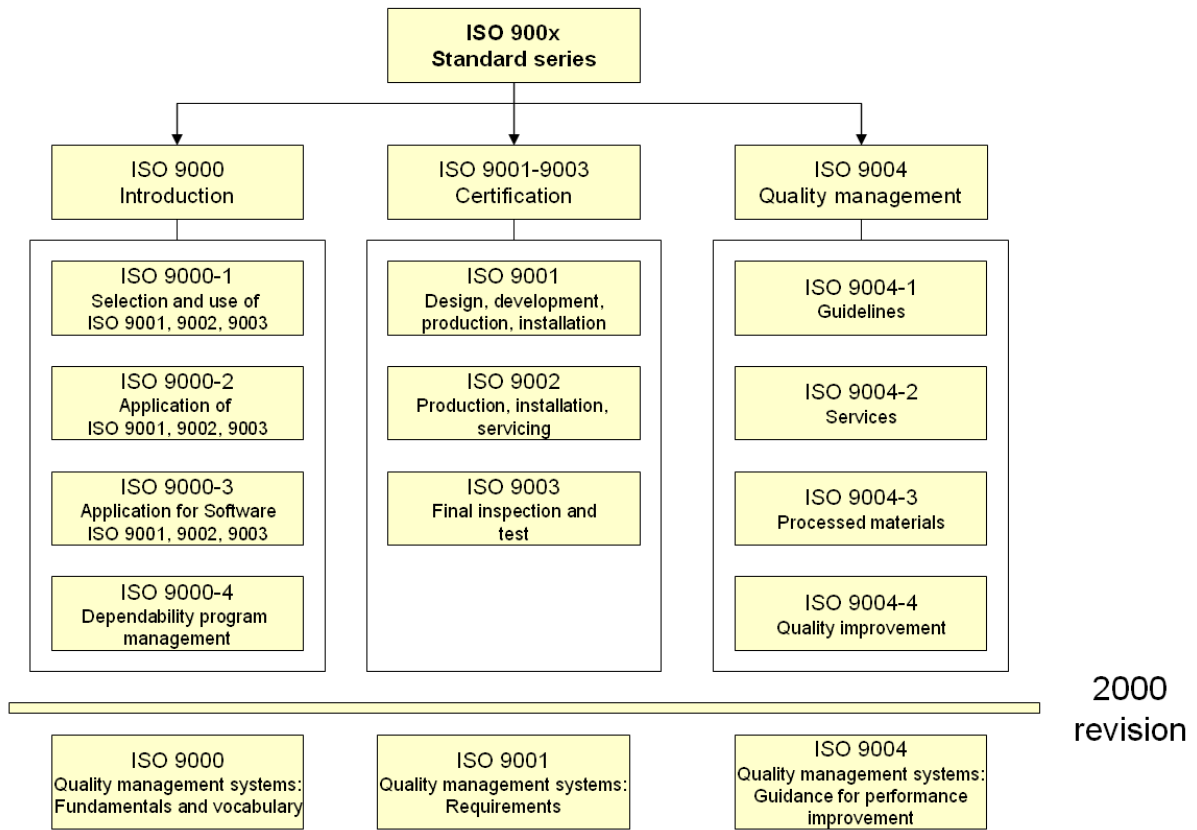 ISO 900x
Standard series
ISO 9000
Introduction
ISO 9001-9003
Certification
ISO 9004
Quality management
ISO 9000-1
Selection and use of
ISO 9001, 9002, 9003
ISO 9000-2
Application of
ISO 9001, 9002, 9003
ISO 9000-3
Application for Software
ISO 9001, 9002, 9003
ISO 9000-4
Dependability program
management
ISO 9001
Design, development,
production, installation
ISO 9002
Production, installation,
servicing
ISO 9003
Final inspection and
test
ISO 9004-1
Guidelines
ISO 9004-2
Services
ISO 9004-3
Processed materials
ISO 9004-4
Quality improvement
2000
revision
ISO 9000
Quality management systems:
Fundamentals and vocabulary
ISO 9001
Quality management systems:
Requirements
ISO 9004
Quality management systems:
Guidance for performance
improvement